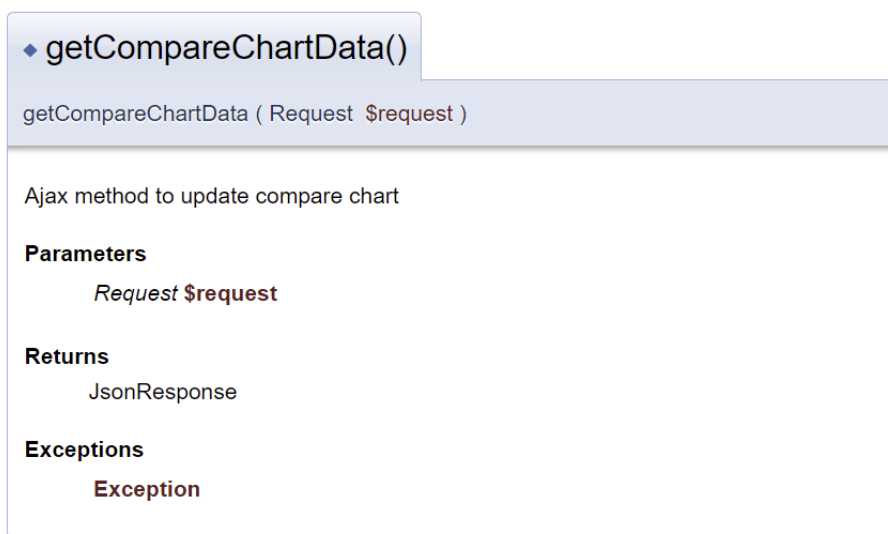 ◆ getCompareChartData()
getCompareChartData ( Request $request )
Ajax method to update compare chart
Parameters
Request $request
Returns
JsonResponse
Exceptions
Exception